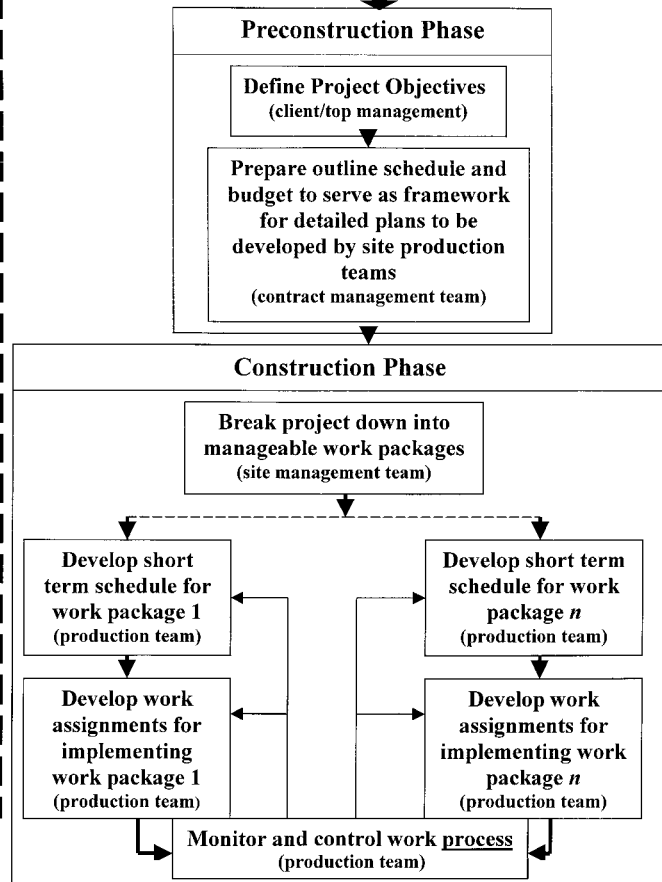 Preconstruction Phase
Define Project Objectives
(client/top management)
Prepare outline schedule and
budget to serve as framework
for detailed plans to be
developed by site production
teams
(contract management team)
Construction Phase
Break project down into
manageable work packages
(site management team)
Develop short
term schedule for
work package 1
(production team)
Develop short term
schedule for work
package n
(production team)
Develop work
assignments for
implementing
work package 1
(production team)
Develop work
assignments for
implementing work
package n
(production team)
Monitor and control work process
(production team)